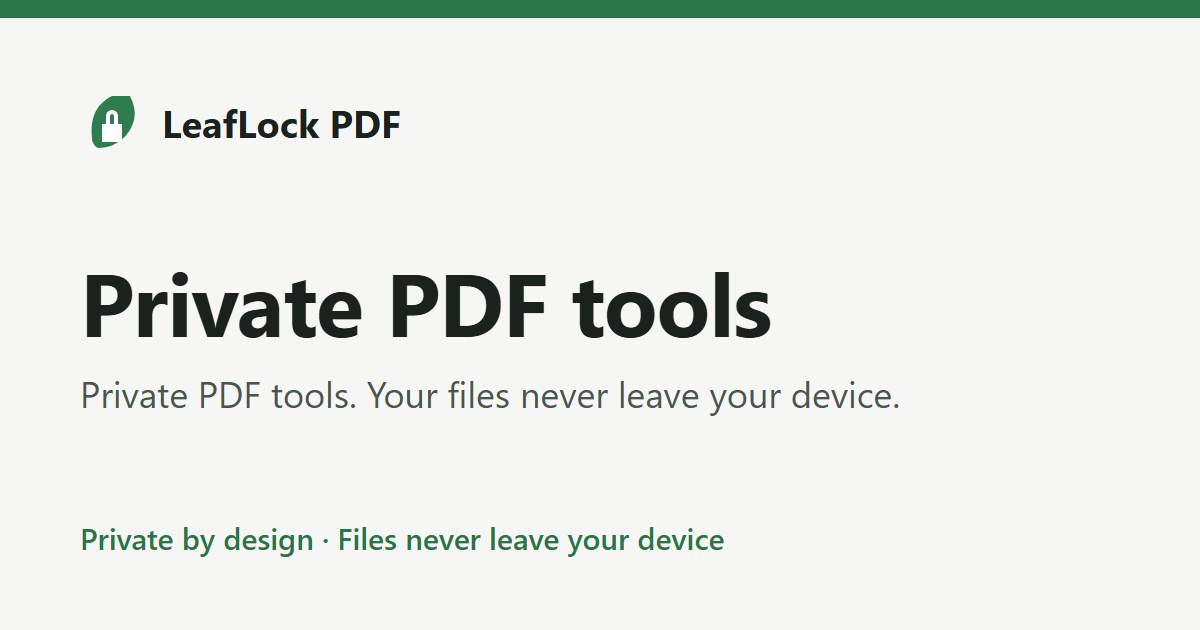 LeafLock PDF
Private PDF tools
Private PDF tools. Your files never leave your device.
Private by design · Files never leave your device